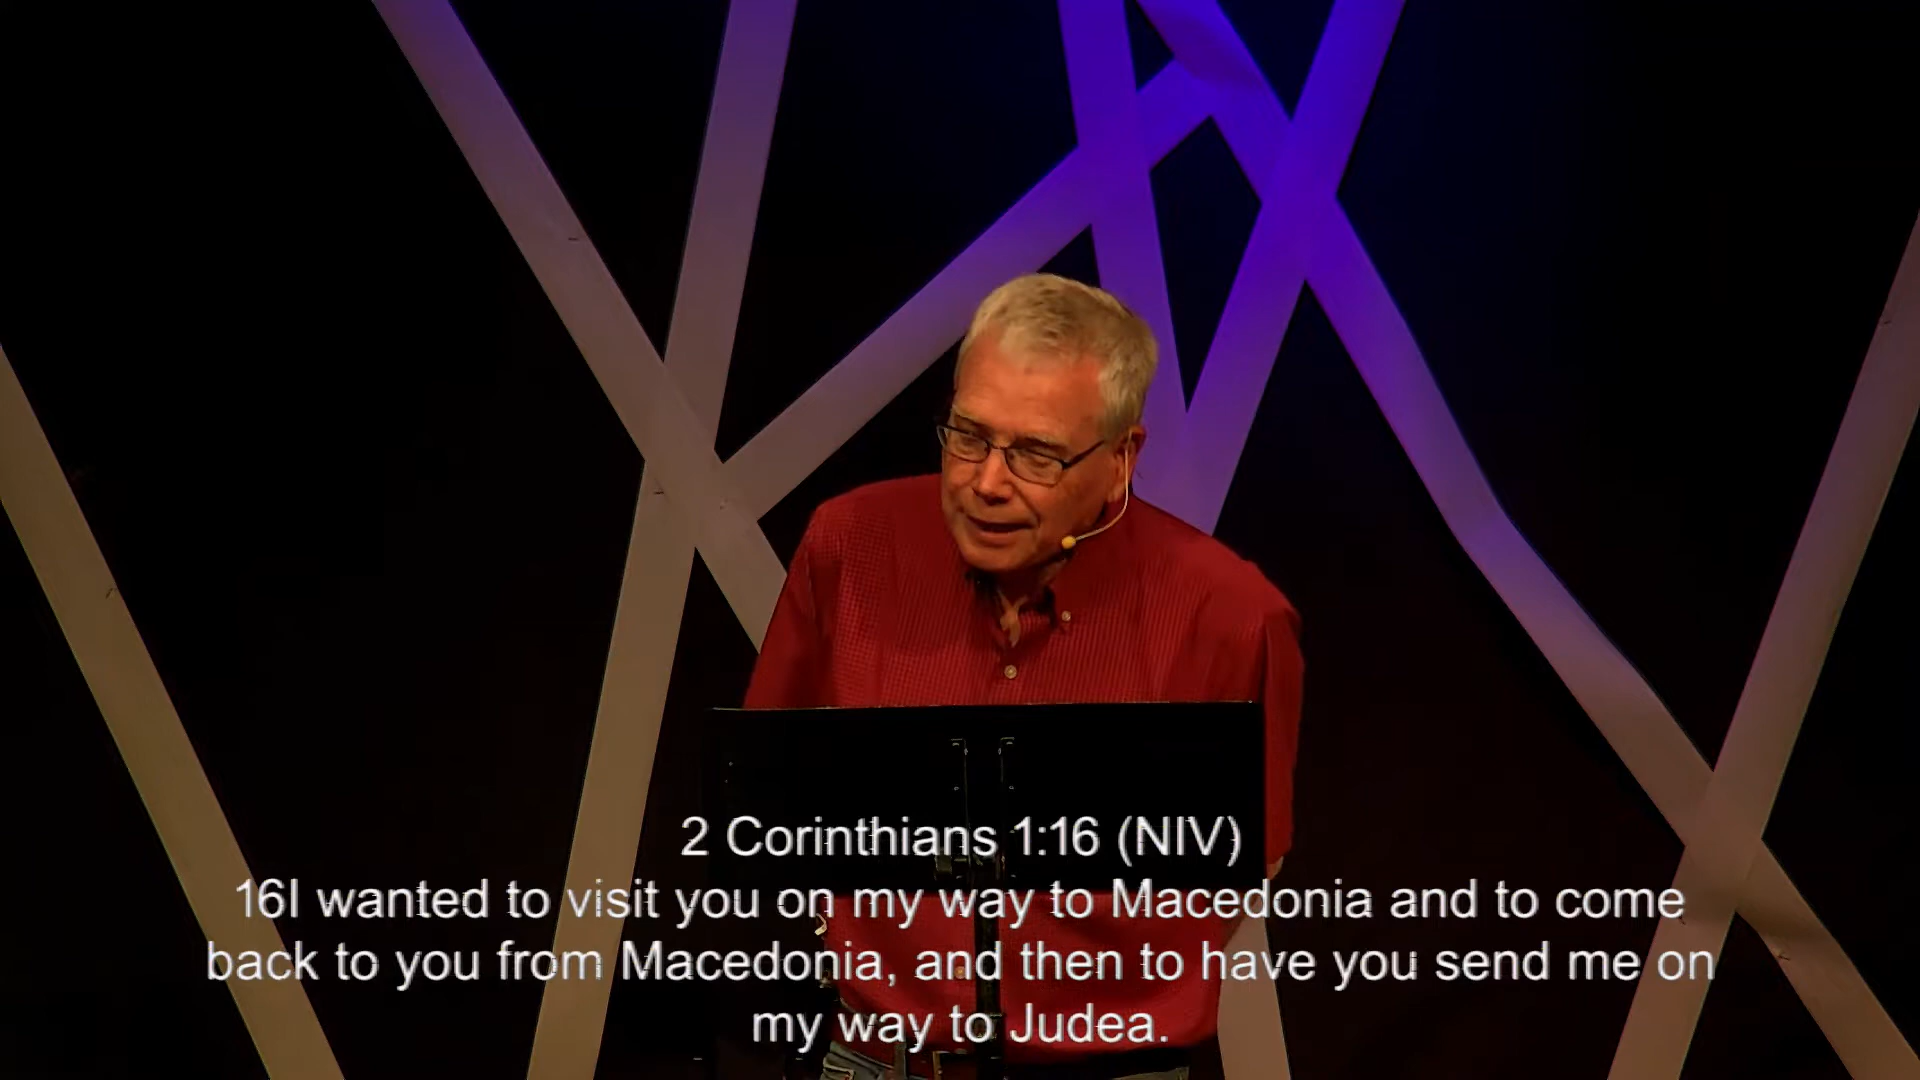 2 Corinthians 1:16 (NIV)
16I wanted to visit you on my way to Macedonia and to come
back to you from Macedonia, and then to have you send me on
my way to Judea.